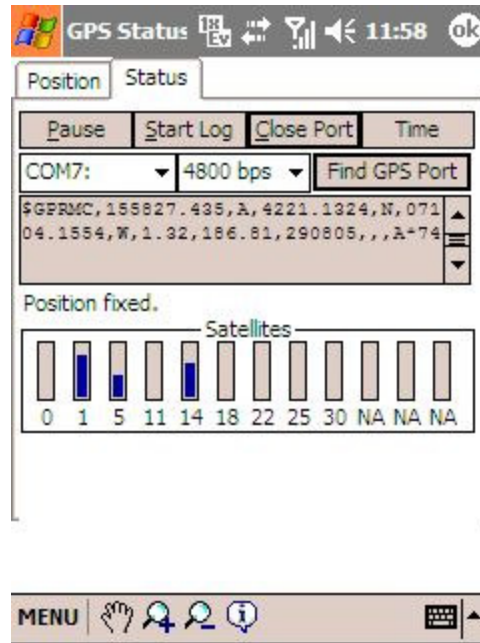 GPS Status 1x Ev 11:58 ok
Position Status
Pause Start Log Close Port Time
COM7: 4800 bps Find GPS Port
$GPRMC,155827.435,A,4221.1324,N,071
04.1554,W,1.32,186.81,290805,,,A*74
Position fixed.
Satellites
0 1 5 11 14 18 22 25 30 NA NA NA
MENU